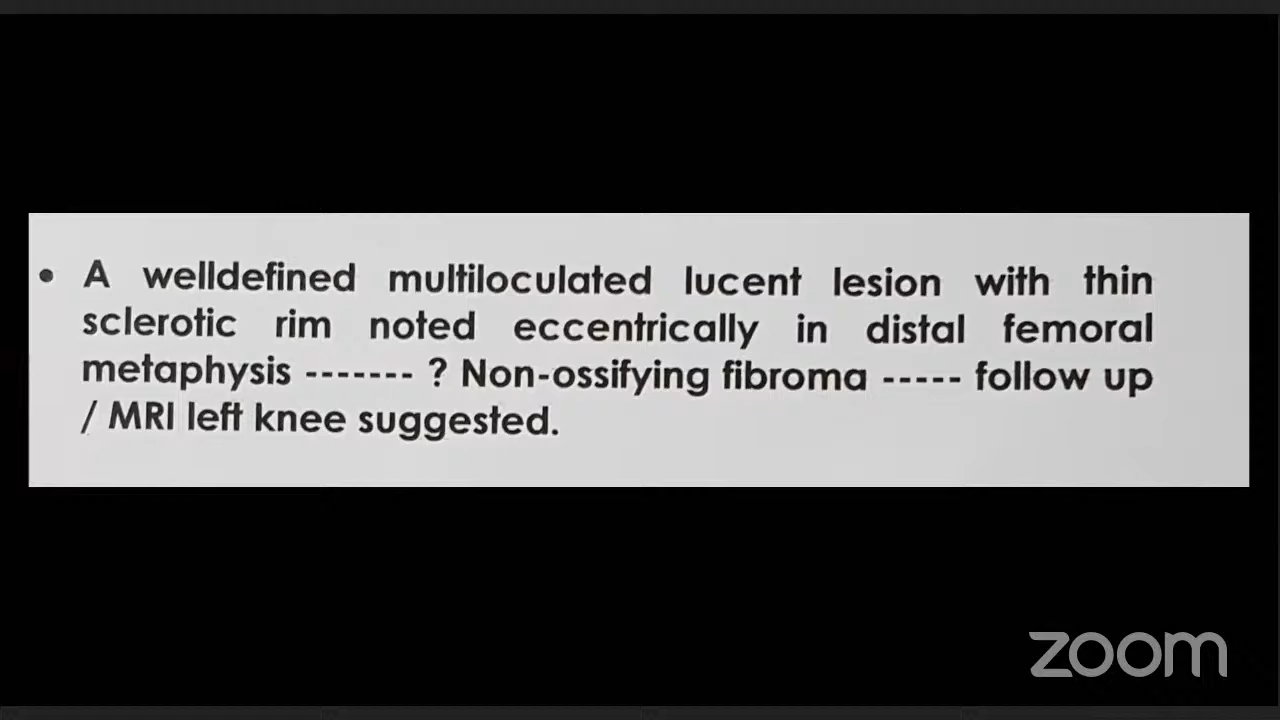 • A welldefined multiloculated lucent lesion with thin
sclerotic rim noted eccentrically in distal femoral
metaphysis ------- ? Non-ossifying fibroma ----- follow up
/ MRI left knee suggested.
zoom